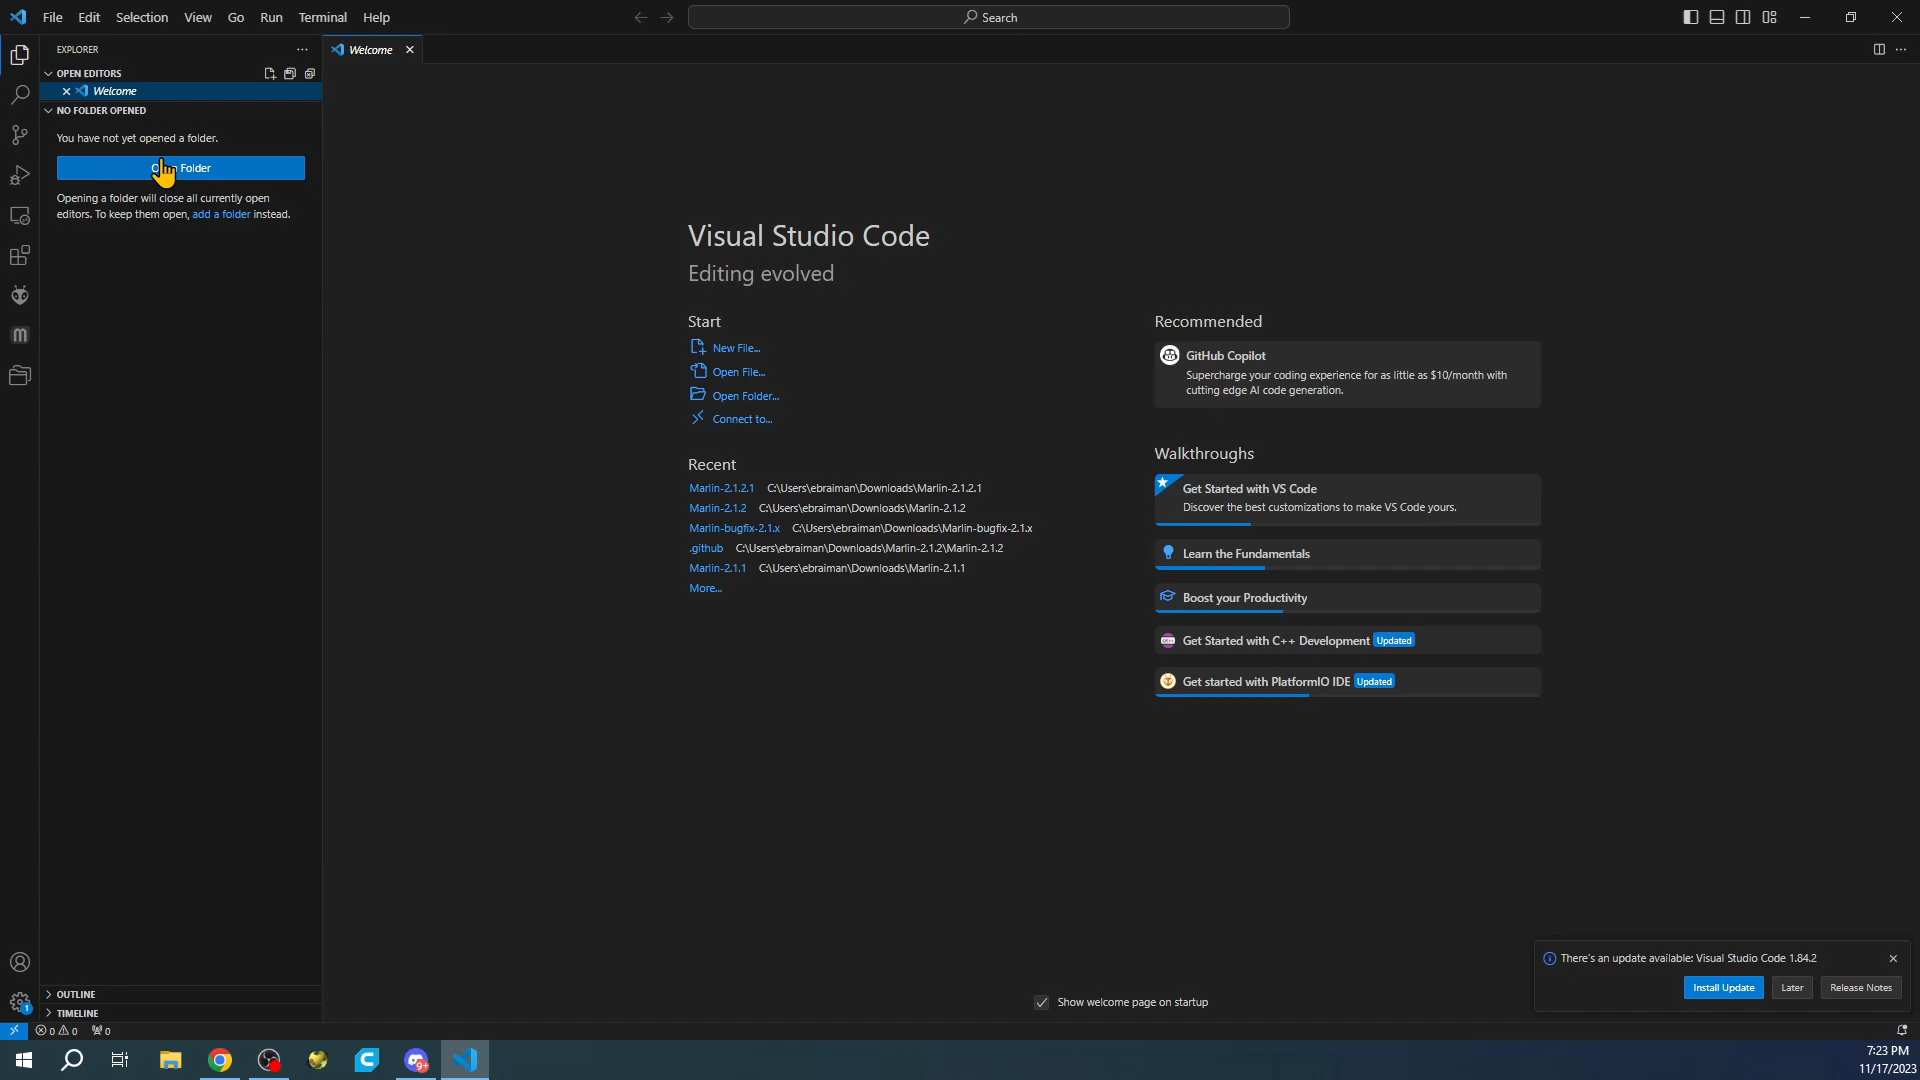 File Edit Selection View Go Run Terminal Help
Search
EXPLORER
Welcome
OPEN EDITORS
Welcome
NO FOLDER OPENED
You have not yet opened a folder.
Folder
Opening a folder will close all currently open
editors. To keep them open, add a folder instead.
Visual Studio Code
Editing evolved
Start
New File...
Open File...
Open Folder...
Connect to...
Recent
Marlin-2.1.2.1 C:\Users\ebraiman\Downloads\Marlin-2.1.2.1
Marlin-2.1.2 C:\Users\ebraiman\Downloads\Marlin-2.1.2
Marlin-bugfix-2.1.x C:\Users\ebraiman\Downloads\Marlin-bugfix-2.1.x
.github C:\Users\ebraiman\Downloads\Marlin-2.1.2\Marlin-2.1.2
Marlin-2.1.1 C:\Users\ebraiman\Downloads\Marlin-2.1.1
More...
Recommended
GitHub Copilot
Supercharge your coding experience for as little as $10/month with
cutting edge AI code generation.
Walkthroughs
Get Started with VS Code
Discover the best customizations to make VS Code yours.
Learn the Fundamentals
Boost your Productivity
Get Started with C++ Development Updated
Get started with PlatformIO IDE Updated
There's an update available: Visual Studio Code 1.84.2
Install Update Later Release Notes
Show welcome page on startup
OUTLINE
TIMELINE
1
0 0 0
9+
7:23 PM
11/17/2023